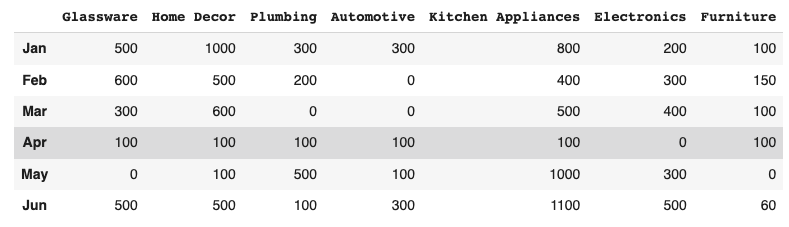 Glassware Home Decor Plumbing Automotive Kitchen Appliances Electronics Furniture
Jan 500 1000 300 300 800 200 100
Feb 600 500 200 0 400 300 150
Mar 300 600 0 0 500 400 100
Apr 100 100 100 100 100 0 100
May 0 100 500 100 1000 300 0
Jun 500 500 100 300 1100 500 60